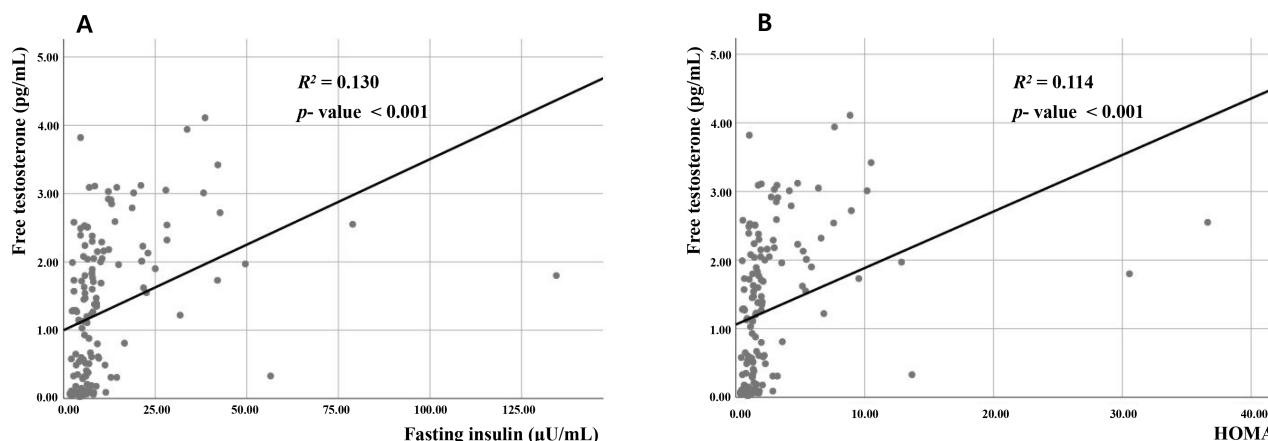 A
Free testosterone (pg/mL)
5.00
4.00
3.00
2.00
1.00
0.00
R² = 0.130
p- value < 0.001
0.00 25.00 50.00 75.00 100.00 125.00
Fasting insulin (μU/mL)
B
Free testosterone (pg/mL)
5.00
4.00
3.00
2.00
1.00
0.00
R² = 0.114
p- value < 0.001
0.00 10.00 20.00 30.00 40.00
HOMA